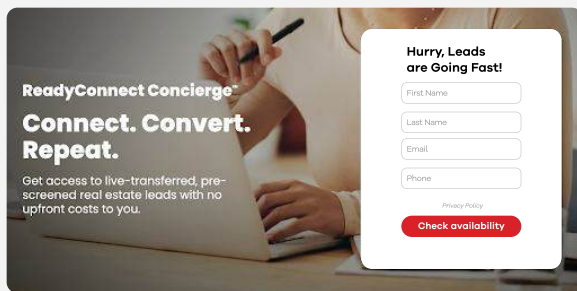 ReadyConnect Concierge™
Connect. Convert.
Repeat.
Get access to live-transferred, pre-
screened real estate leads with no
upfront costs to you.
Hurry, Leads
are Going Fast!
First Name
Last Name
Email
Phone
Privacy Policy
Check availability